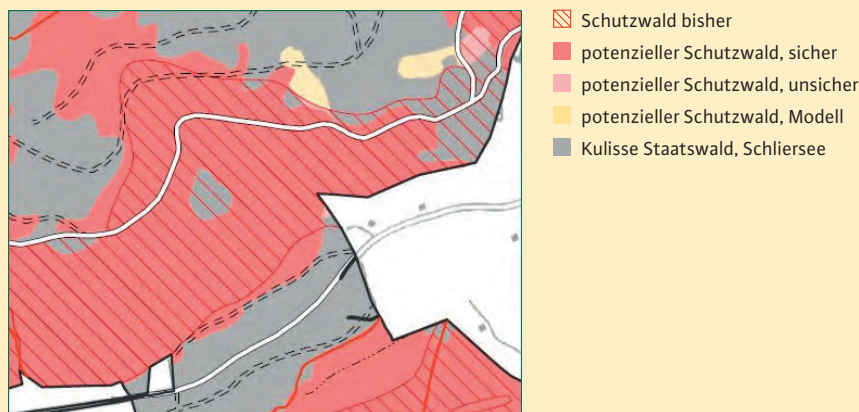 Schutzwald bisher
potenzieller Schutzwald, sicher
potenzieller Schutzwald, unsicher
potenzieller Schutzwald, Modell
Kulisse Staatswald, Schliersee